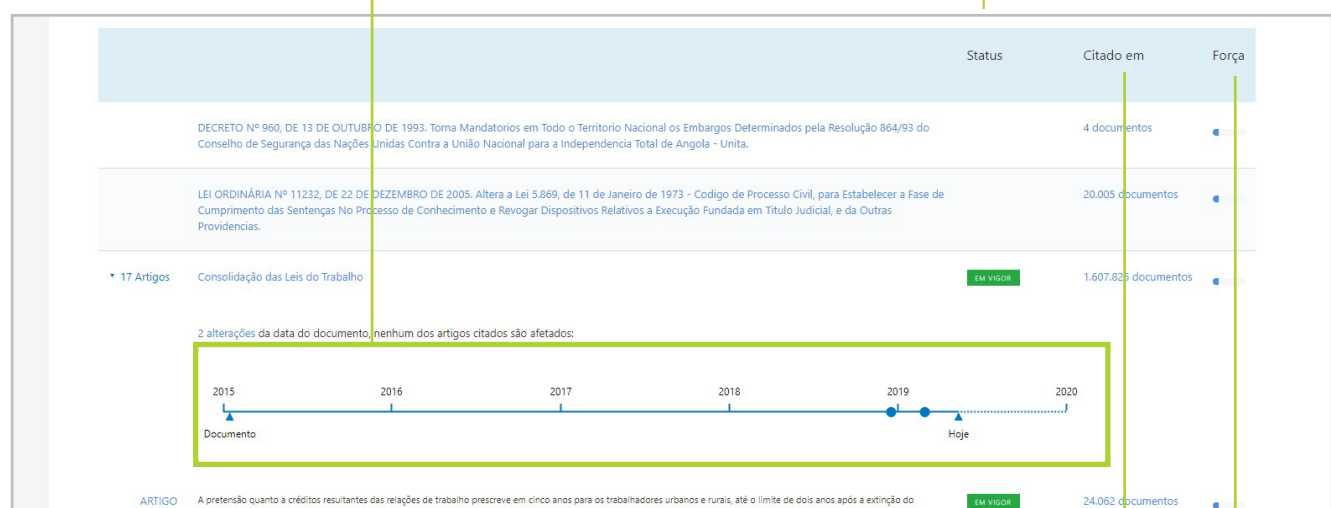 Status Citado em Força
DECRETO Nº 960, DE 13 DE OUTUBRO DE 1993. Torna Mandatorios em Todo o Territorio Nacional os Embargos Determinados pela Resolução 864/93 do 4 documentos
Conselho de Segurança das Nações Unidas Contra a União Nacional para a Independencia Total de Angola - Unita.
LEI ORDINÁRIA Nº 11232, DE 22 DE DEZEMBRO DE 2005. Altera a Lei 5.869, de 11 de Janeiro de 1973 - Codigo de Processo Civil, para Estabelecer a Fase de 20.005 documentos
Cumprimento das Sentenças No Processo de Conhecimento e Revogar Dispositivos Relativos a Execução Fundada em Titulo Judicial, e da Outras
Providencias.
17 Artigos Consolidação das Leis do Trabalho EM VIGOR 1.607.825 documentos
2 alterações da data do documento, nenhum dos artigos citados são afetados:
2015 2016 2017 2018 2019 2020
Documento Hoje
ARTIGO A pretensão quanto a créditos resultantes das relações de trabalho prescreve em cinco anos para os trabalhadores urbanos e rurais, até o limite de dois anos após a extinção do EM VIGOR 24.062 documentos